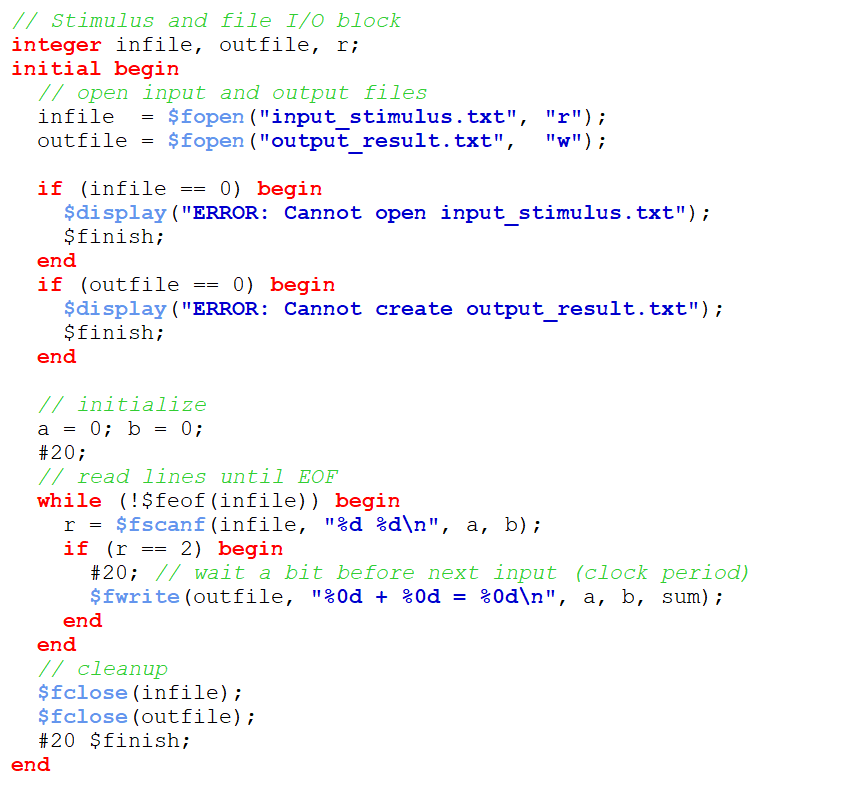 // Stimulus and file I/O block
integer infile, outfile, r;
initial begin
  // open input and output files
  infile  = $fopen("input_stimulus.txt", "r");
  outfile = $fopen("output_result.txt",  "w");

  if (infile == 0) begin
    $display("ERROR: Cannot open input_stimulus.txt");
    $finish;
  end
  if (outfile == 0) begin
    $display("ERROR: Cannot create output_result.txt");
    $finish;
  end

  // initialize
  a = 0; b = 0;
  #20;
  // read lines until EOF
  while (!$feof(infile)) begin
    r = $fscanf(infile, "%d %d\n", a, b);
    if (r == 2) begin
      #20; // wait a bit before next input (clock period)
      $fwrite(outfile, "%0d + %0d = %0d\n", a, b, sum);
    end
  end
  // cleanup
  $fclose(infile);
  $fclose(outfile);
  #20 $finish;
end